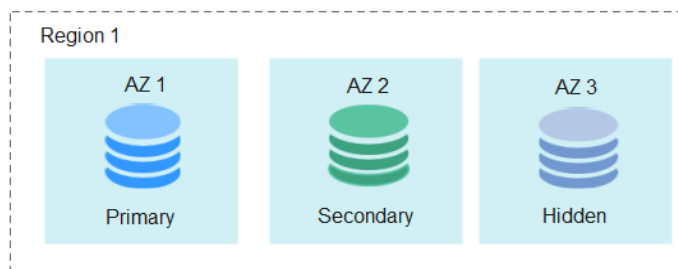 Region 1
AZ 1
AZ 2
AZ 3
Primary
Secondary
Hidden